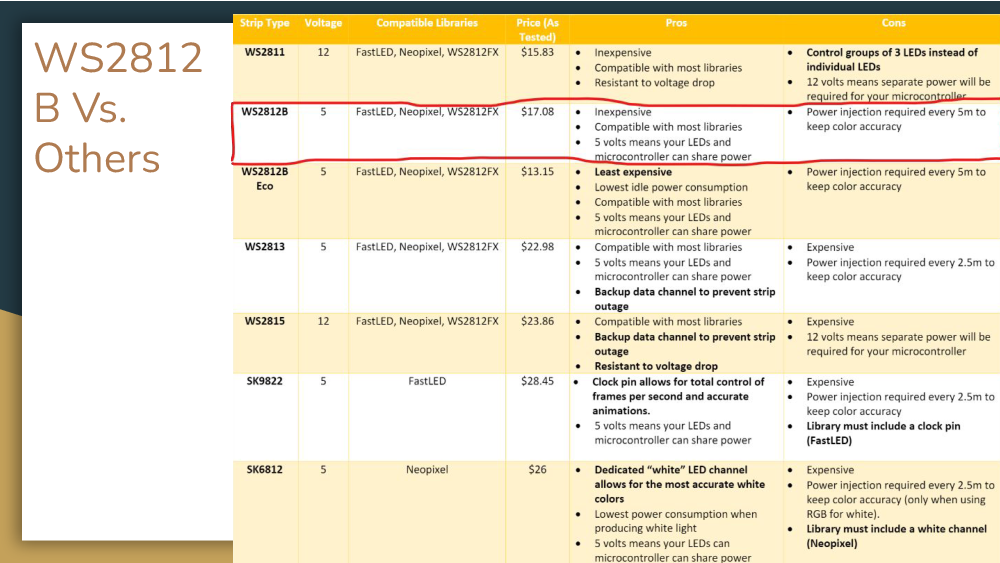 WS2812
B Vs.
Others
Strip Type Voltage Compatible Libraries Price (As Tested) Pros Cons
WS2811 12 FastLED, Neopixel, WS2812FX $15.83
• Inexpensive
• Compatible with most libraries
• Resistant to voltage drop
• Control groups of 3 LEDs instead of
individual LEDs
• 12 volts means separate power will be
required for your microcontroller
WS2812B 5 FastLED, Neopixel, WS2812FX $17.08
• Inexpensive
• Compatible with most libraries
• 5 volts means your LEDs and
microcontroller can share power
• Power injection required every 5m to
keep color accuracy
WS2812B
Eco
5 FastLED, Neopixel, WS2812FX $13.15
• Least expensive
• Lowest idle power consumption
• Compatible with most libraries
• 5 volts means your LEDs and
microcontroller can share power
• Power injection required every 5m to
keep color accuracy
WS2813 5 FastLED, Neopixel, WS2812FX $22.98
• Compatible with most libraries
• 5 volts means your LEDs and
microcontroller can share power
• Backup data channel to prevent strip
outage
• Expensive
• Power injection required every 2.5m to
keep color accuracy
WS2815 12 FastLED, Neopixel, WS2812FX $23.86
• Compatible with most libraries
• Backup data channel to prevent strip
outage
• Resistant to voltage drop
• Expensive
• 12 volts means separate power will be
required for your microcontroller
SK9822 5 FastLED $28.45
• Clock pin allows for total control of
frames per second and accurate
animations.
• 5 volts means your LEDs and
microcontroller can share power
• Expensive
• Power injection required every 2.5m to
keep color accuracy
• Library must include a clock pin
(FastLED)
SK6812 5 Neopixel $26
• Dedicated “white” LED channel
allows for the most accurate white
colors
• Lowest power consumption when
producing white light
• 5 volts means your LEDs can
microcontroller can share power
• Expensive
• Power injection required every 2.5m to
keep color accuracy (only when using
RGB for white).
• Library must include a white channel
(Neopixel)